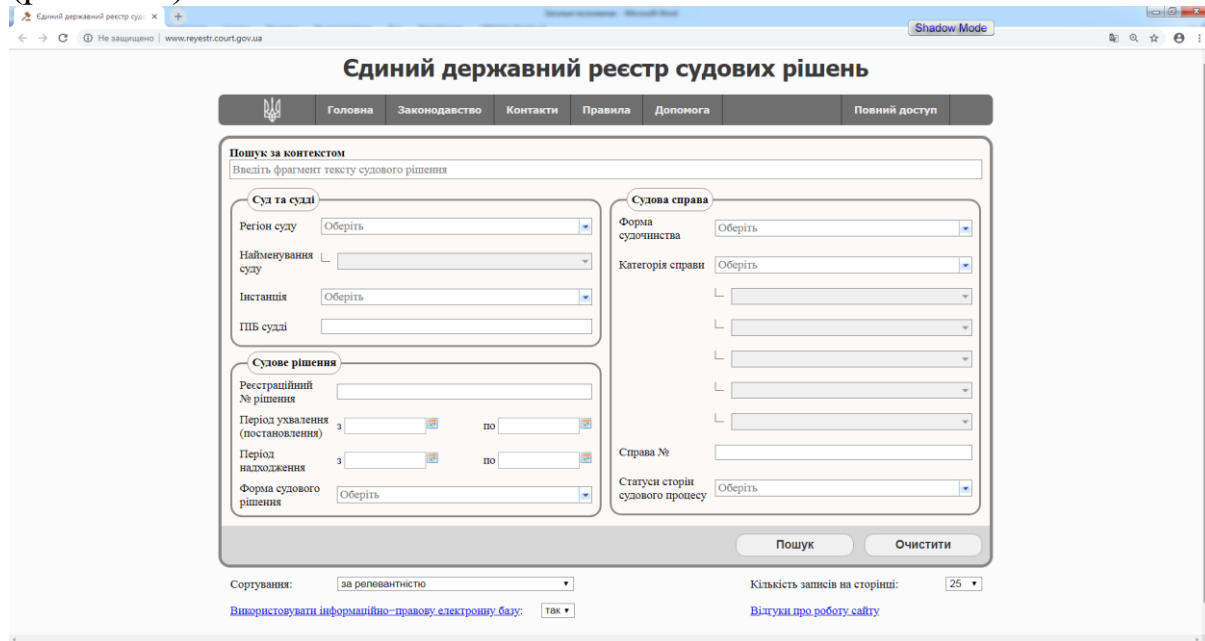 Єдиний державний реєстр судо
Shadow Mode
Не защищено | www.reyestr.court.gov.ua
Єдиний державний реєстр судових рішень
Головна Законодавство Контакти Правила Допомога Повний доступ
Пошук за контекстом
Введіть фрагмент тексту судового рішення
Суд та судді
Регіон суду Оберіть
Найменування
суду
Інстанція Оберіть
ПІБ судді
Судове рішення
Реєстраційний
№ рішення
Період ухвалення
(постановлення) з по
Період
надходження з по
Форма судового
рішення Оберіть
Судова справа
Форма
судочинства Оберіть
Категорія справи Оберіть
Справа №
Статуси сторін
судового процесу Оберіть
Пошук Очистити
Сортування: за релевантністю Кількість записів на сторінці: 25
Використовувати інформаційно-правову електронну базу: так Відгуки про роботу сайту